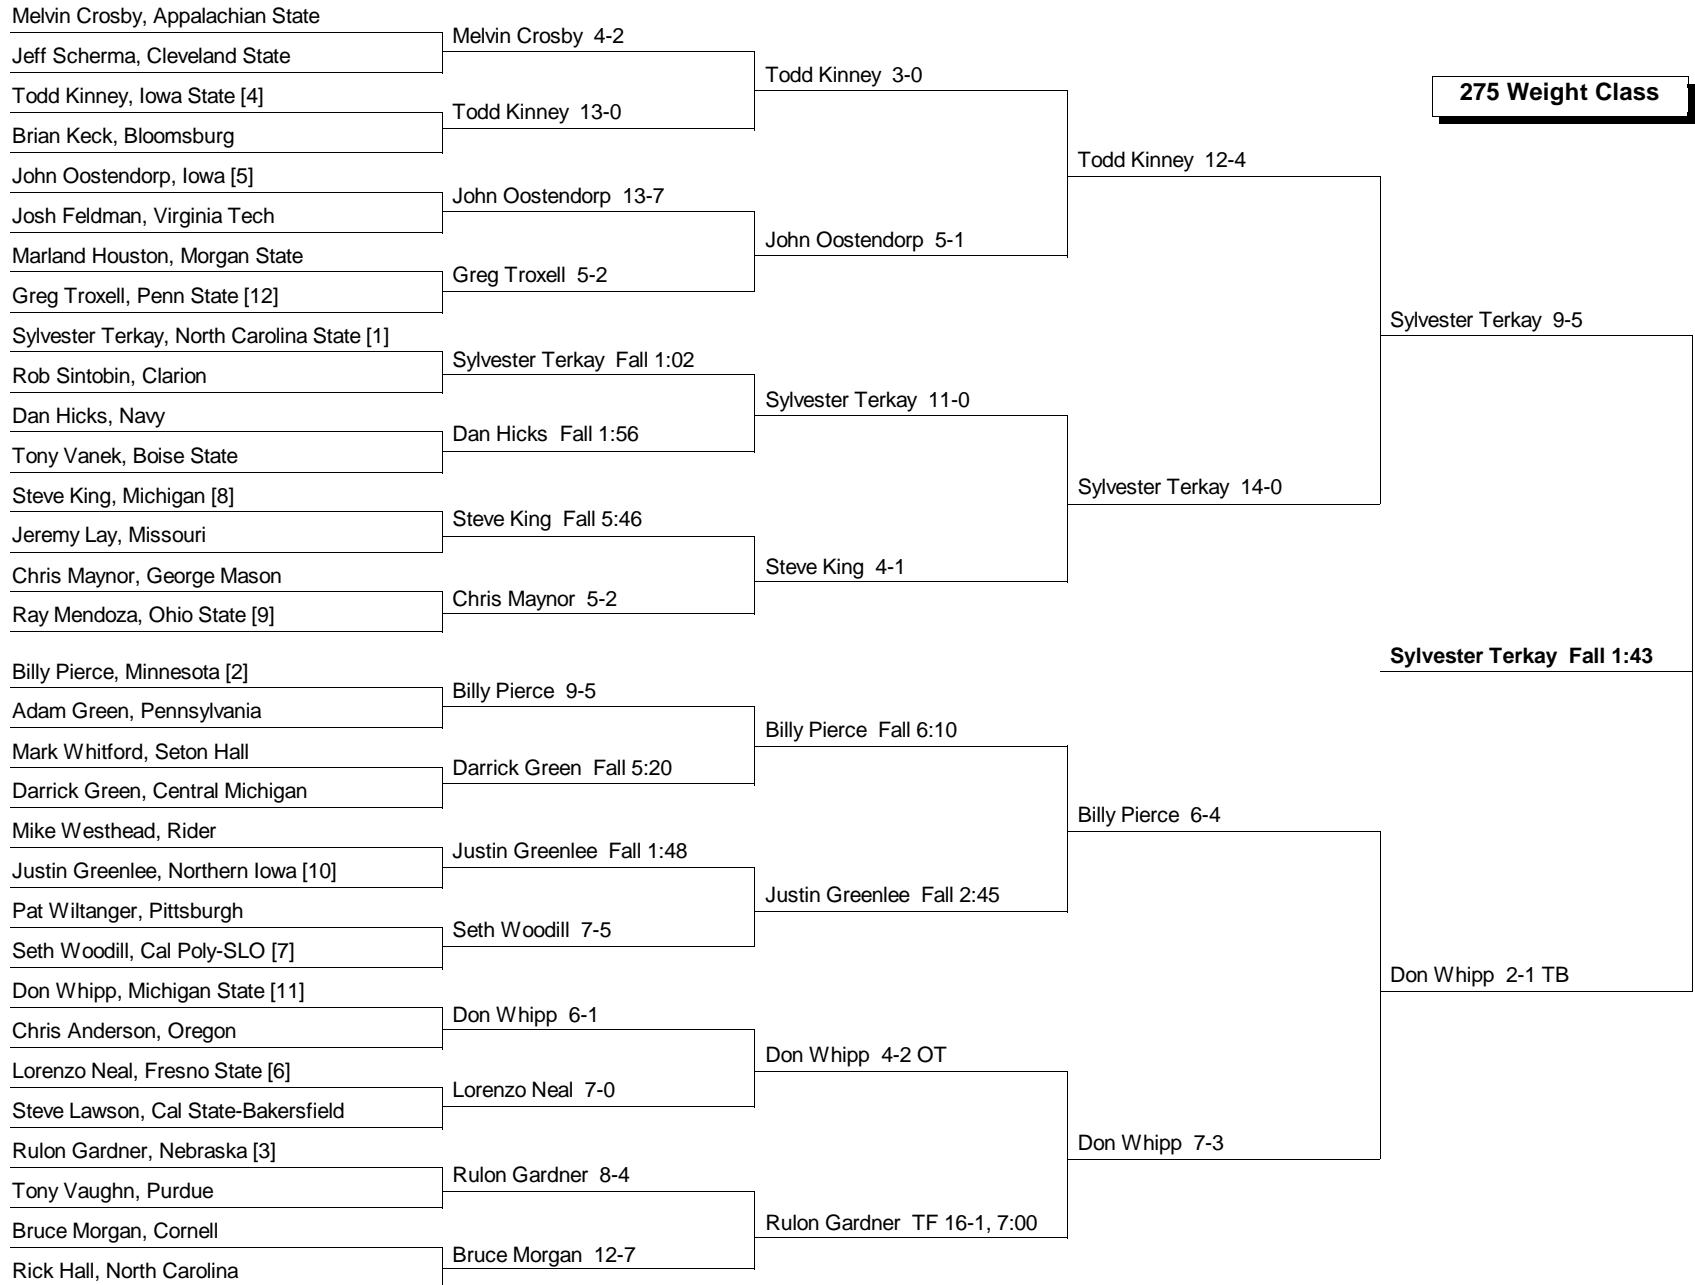 Melvin Crosby, Appalachian State
Jeff Scherma, Cleveland State
Todd Kinney, Iowa State [4]
Brian Keck, Bloomsburg
John Oostendorp, Iowa [5]
Josh Feldman, Virginia Tech
Marland Houston, Morgan State
Greg Troxell, Penn State [12]
Sylvester Terkay, North Carolina State [1]
Rob Sintobin, Clarion
Dan Hicks, Navy
Tony Vanek, Boise State
Steve King, Michigan [8]
Jeremy Lay, Missouri
Chris Maynor, George Mason
Ray Mendoza, Ohio State [9]
Billy Pierce, Minnesota [2]
Adam Green, Pennsylvania
Mark Whitford, Seton Hall
Darrick Green, Central Michigan
Mike Westhead, Rider
Justin Greenlee, Northern Iowa [10]
Pat Wiltanger, Pittsburgh
Seth Woodill, Cal Poly-SLO [7]
Don Whipp, Michigan State [11]
Chris Anderson, Oregon
Lorenzo Neal, Fresno State [6]
Steve Lawson, Cal State-Bakersfield
Rulon Gardner, Nebraska [3]
Tony Vaughn, Purdue
Bruce Morgan, Cornell
Rick Hall, North Carolina
Melvin Crosby 4-2
Todd Kinney 13-0
John Oostendorp 13-7
Greg Troxell 5-2
Sylvester Terkay Fall 1:02
Dan Hicks Fall 1:56
Steve King Fall 5:46
Chris Maynor 5-2
Billy Pierce 9-5
Darrick Green Fall 5:20
Justin Greenlee Fall 1:48
Seth Woodill 7-5
Don Whipp 6-1
Lorenzo Neal 7-0
Rulon Gardner 8-4
Bruce Morgan 12-7
Todd Kinney 3-0
John Oostendorp 5-1
Sylvester Terkay 11-0
Steve King 4-1
Billy Pierce Fall 6:10
Justin Greenlee Fall 2:45
Don Whipp 4-2 OT
Rulon Gardner TF 16-1, 7:00
Todd Kinney 12-4
Sylvester Terkay 14-0
Billy Pierce 6-4
Don Whipp 7-3
275 Weight Class
Sylvester Terkay 9-5
Sylvester Terkay Fall 1:43
Don Whipp 2-1 TB